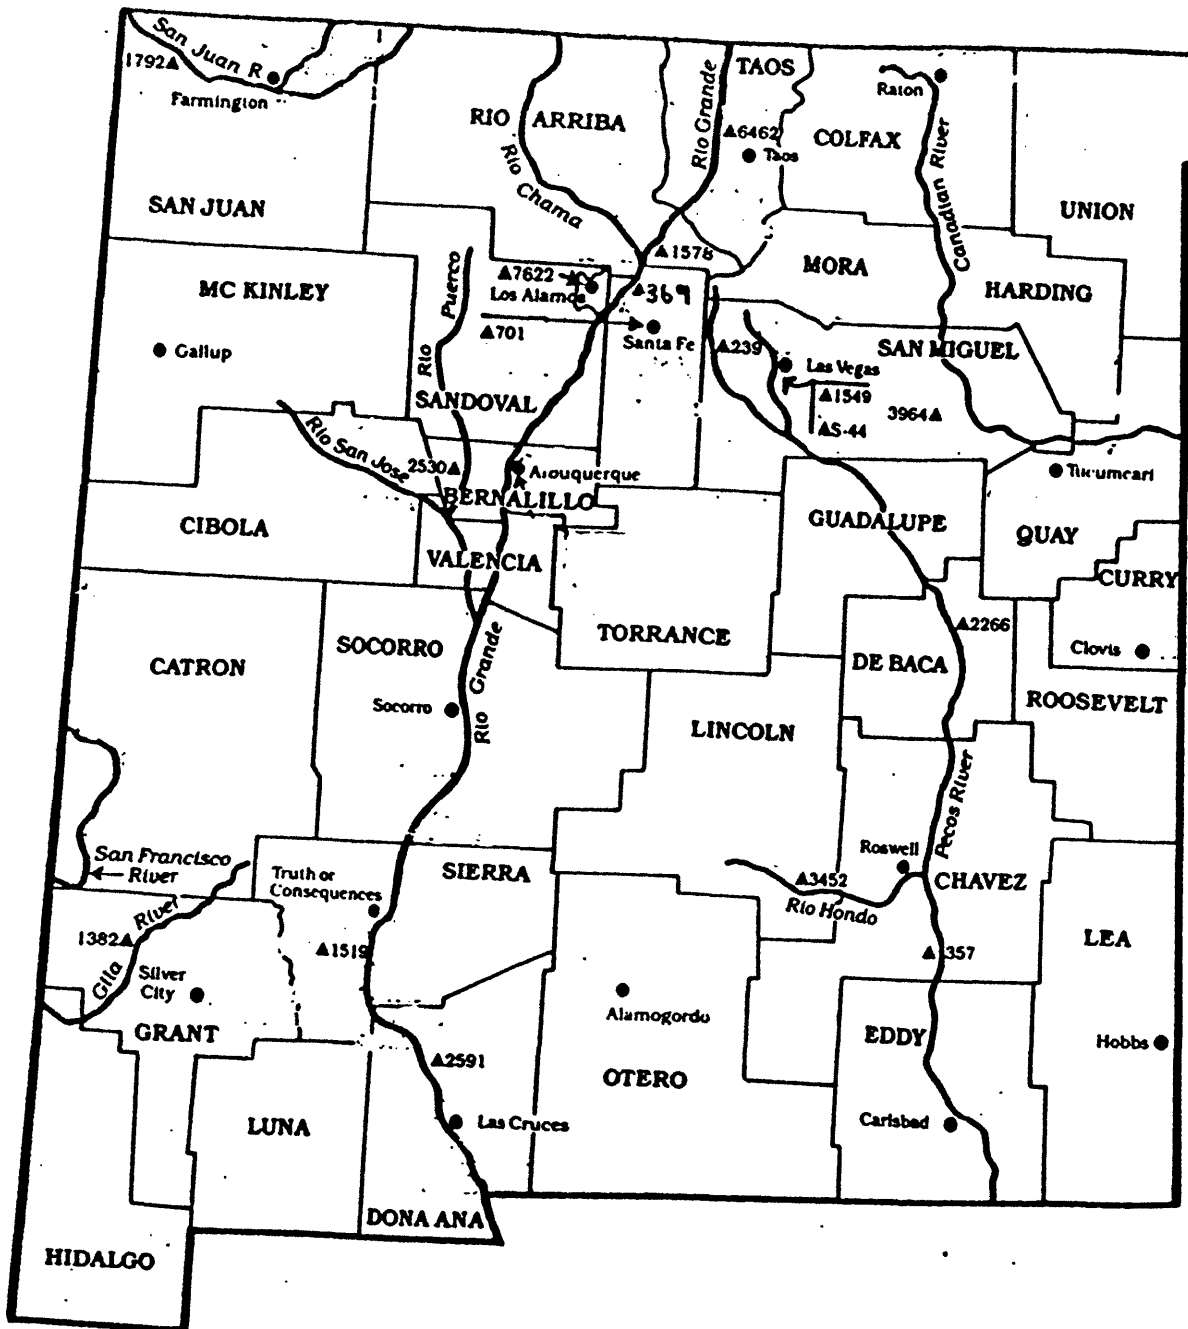 San Juan R
1792
Farmington
SAN JUAN
RIO ARRIBA
Rio
Chama
Rio Grande
TAOS
6462
Taos
COLFAX
Raton
Canadian River
UNION
MC KINLEY
Gallup
Rio Puerco
7622
Los Alamos
701
SANDOVAL
1578
369
Santa Fe
MORA
HARDING
239
SAN MIGUEL
Las Vegas
1549
S-44
3964
Tucumcari
Rio San Jose
2530
Albuquerque
BERNALILLO
CIBOLA
VALENCIA
GUADALUPE
QUAY
CURRY
Clovis
CATRON
SOCORRO
Socorro
Rio Grande
TORRANCE
2266
DE BACA
ROOSEVELT
LINCOLN
Pecos River
San Francisco
River
Truth or
Consequences
SIERRA
1519
Roswell
3452
Rio Hondo
CHAVEZ
LEA
357
1382
Gila River
Silver
City
GRANT
Alamogordo
OTERO
EDDY
Hobbs
2591
Las Cruces
Carlsbad
LUNA
DONA ANA
HIDALGO